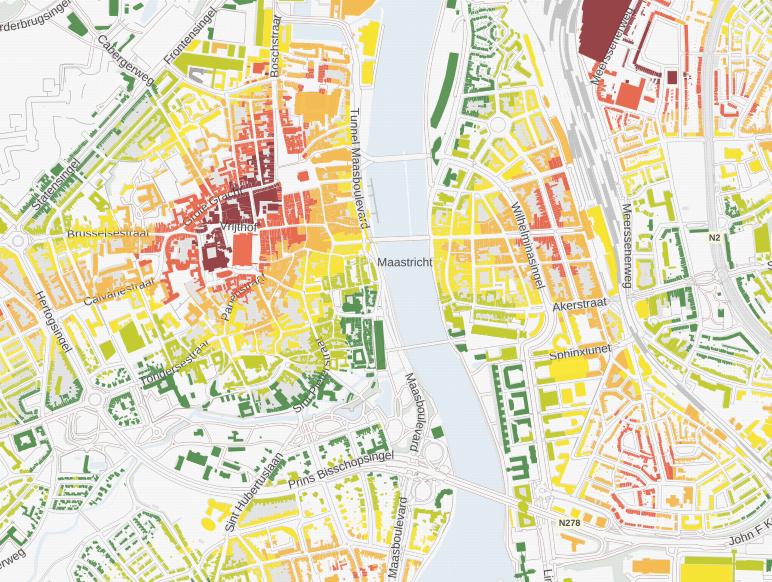 Frontensingel
Cabergerweg
Boschstraat
Meerssenerweg
Tunnel Maasboulevard
Statensingel
Grote Gracht
Brusselsestraat
Vrijthof
Wilhelminasingel
Meerssenerweg
N2
Maastricht
Calvariestraat
Hertogsingel
Akerstraat
Sphinxlunet
Tongersestraat
Maasboulevard
Prins Bisschopsingel
Sint Hubertuslaan
Maasboulevard
N278
John F K